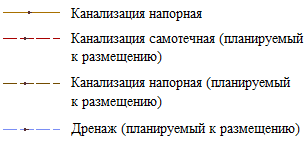 Канализация напорная
Канализация самотечная (планируемый
к размещению)
Канализация напорная (планируемый
к размещению)
Дренаж (планируемый к размещению)